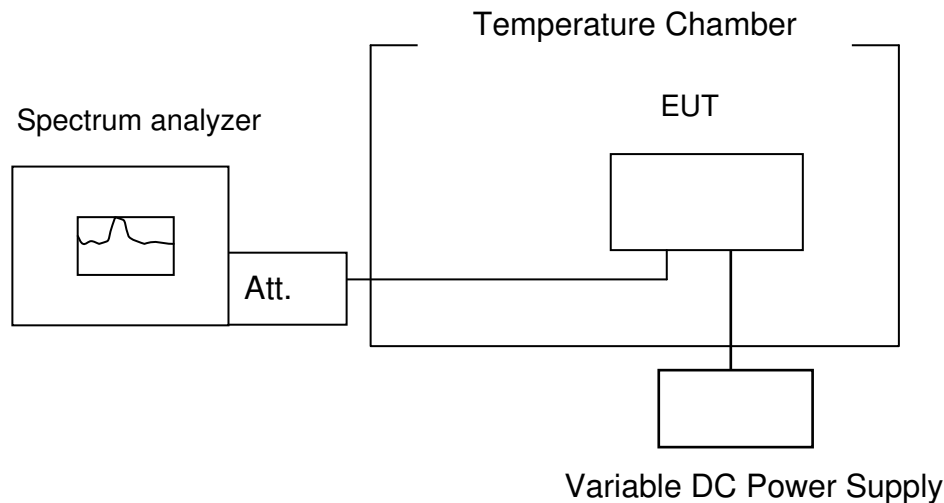 Temperature Chamber
EUT
Spectrum analyzer
Att.
Variable DC Power Supply